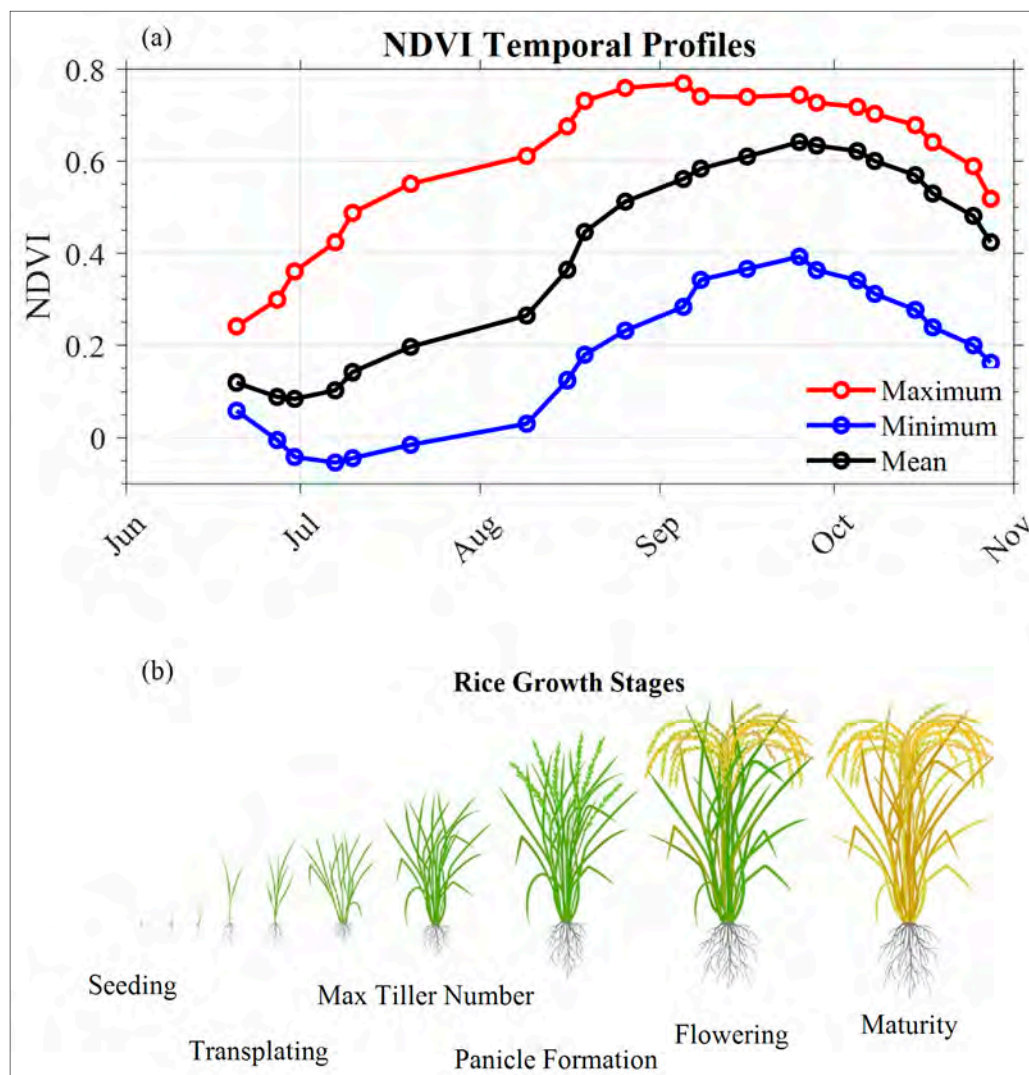 (a)
NDVI Temporal Profiles
0.8
0.6
0.4
0.2
0
NDVI
Maximum
Minimum
Mean
Jun
Jul
Aug
Sep
Oct
Nov
(b)
Rice Growth Stages
Seeding
Transplating
Max Tiller Number
Panicle Formation
Flowering
Maturity